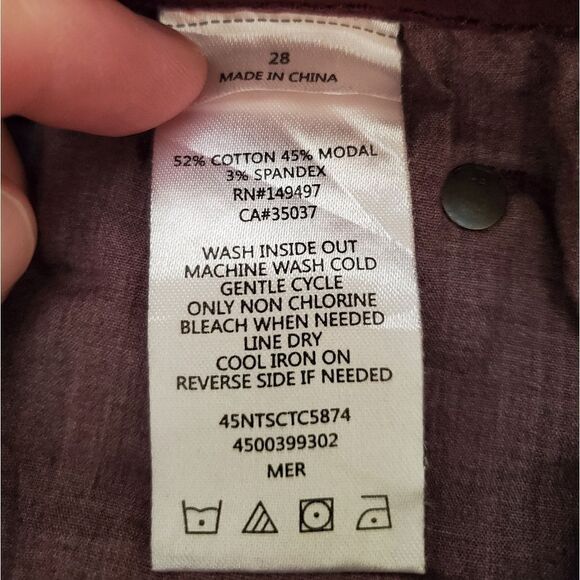 28
MADE IN CHINA
52% COTTON 45% MODAL
3% SPANDEX
RN#149497
CA#35037
WASH INSIDE OUT
MACHINE WASH COLD
GENTLE CYCLE
ONLY NON CHLORINE
BLEACH WHEN NEEDED
LINE DRY
COOL IRON ON
REVERSE SIDE IF NEEDED
45NTSCTC5874
4500399302
MER